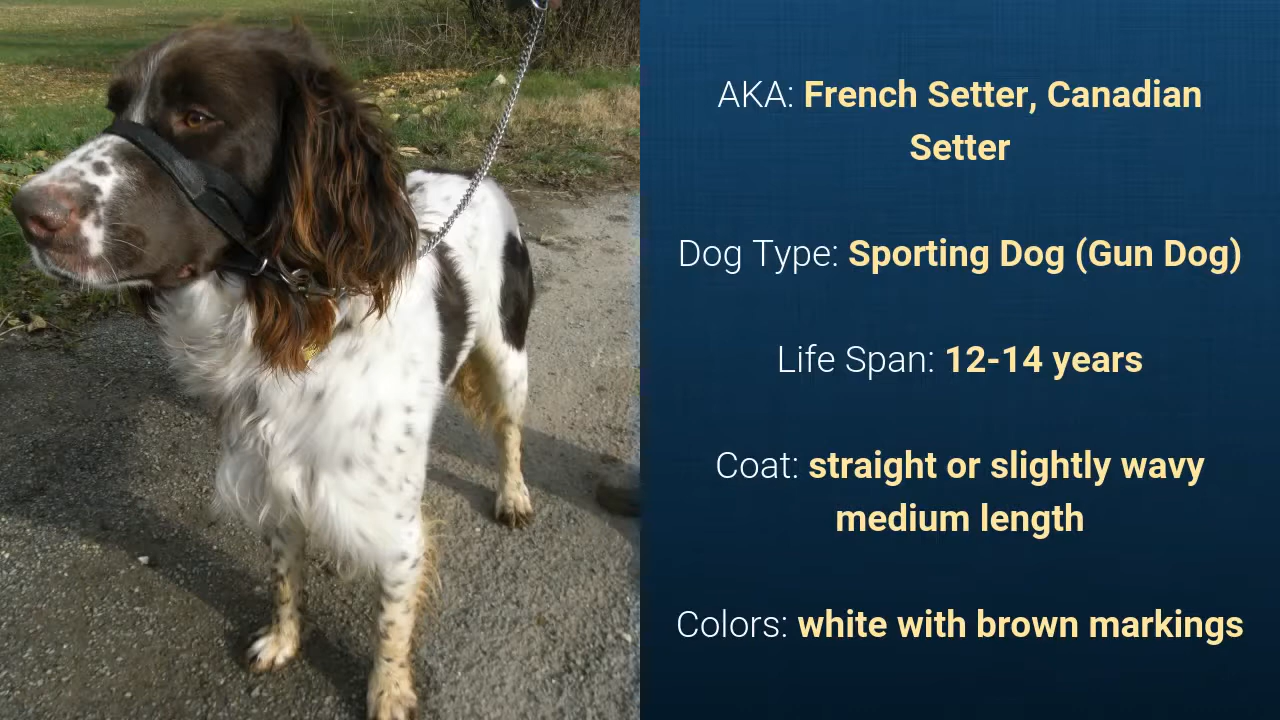 AKA: French Setter, Canadian
Setter
Dog Type: Sporting Dog (Gun Dog)
Life Span: 12-14 years
Coat: straight or slightly wavy
medium length
Colors: white with brown markings